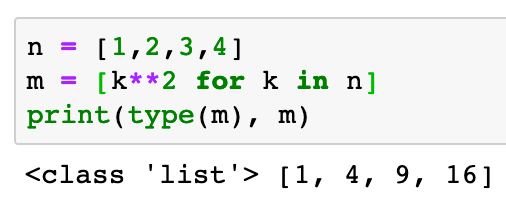 n = [1,2,3,4]
m = [k**2 for k in n]
print(type(m), m)
<class 'list'> [1, 4, 9, 16]